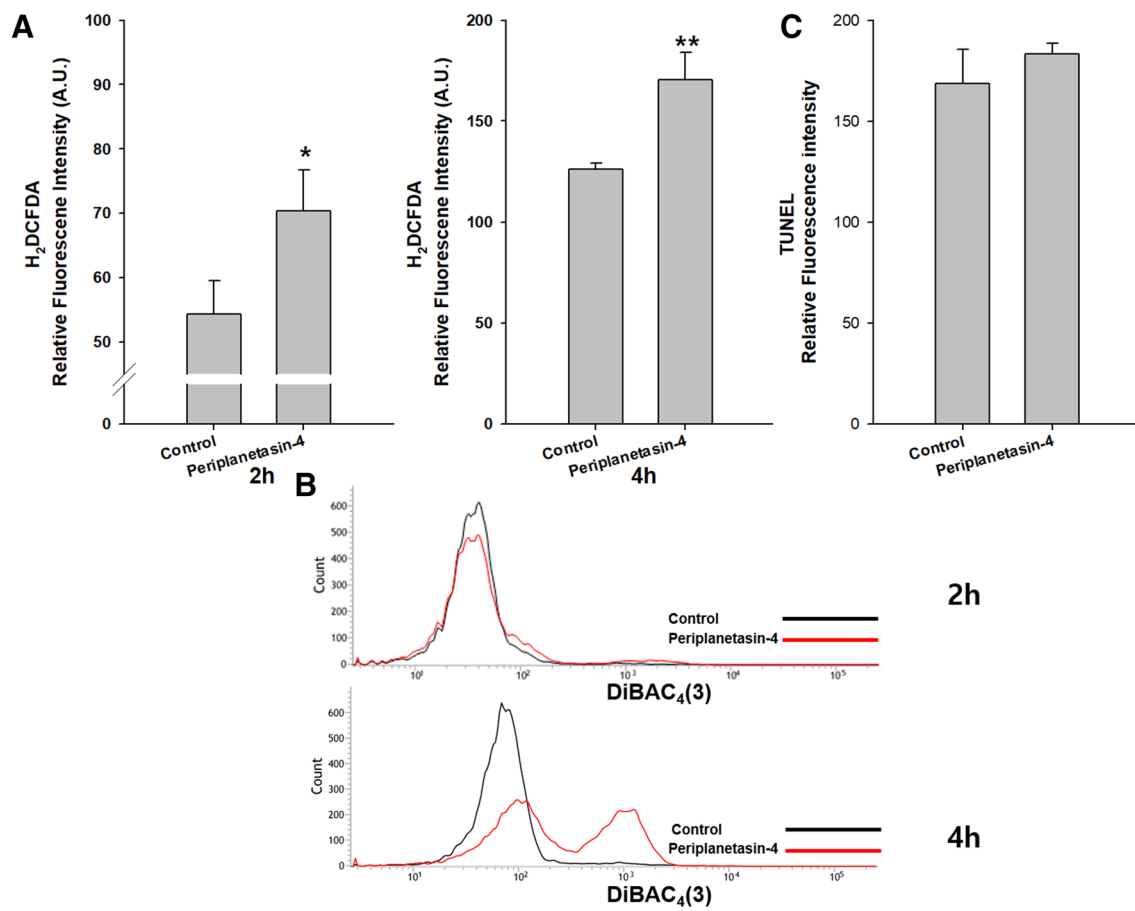 A
H₂DCFDA
Relative Fluorescene Intensity (A.U.)
100
90
80
70
60
50
0
*
Control
Periplanetasin-4
2h
H₂DCFDA
Relative Fluorescene Intensity (A.U.)
200
150
100
50
0
**
Control
Periplanetasin-4
4h
C
TUNEL
Relative Fluorescence intensity
200
150
100
50
0
Control
Periplanetasin-4
B
Count
600
500
400
300
200
100
0
10¹
10²
10³
10⁴
10⁵
DiBAC₄(3)
Control
Periplanetasin-4
2h
Count
600
500
400
300
200
100
0
10¹
10²
10³
10⁴
10⁵
DiBAC₄(3)
Control
Periplanetasin-4
4h